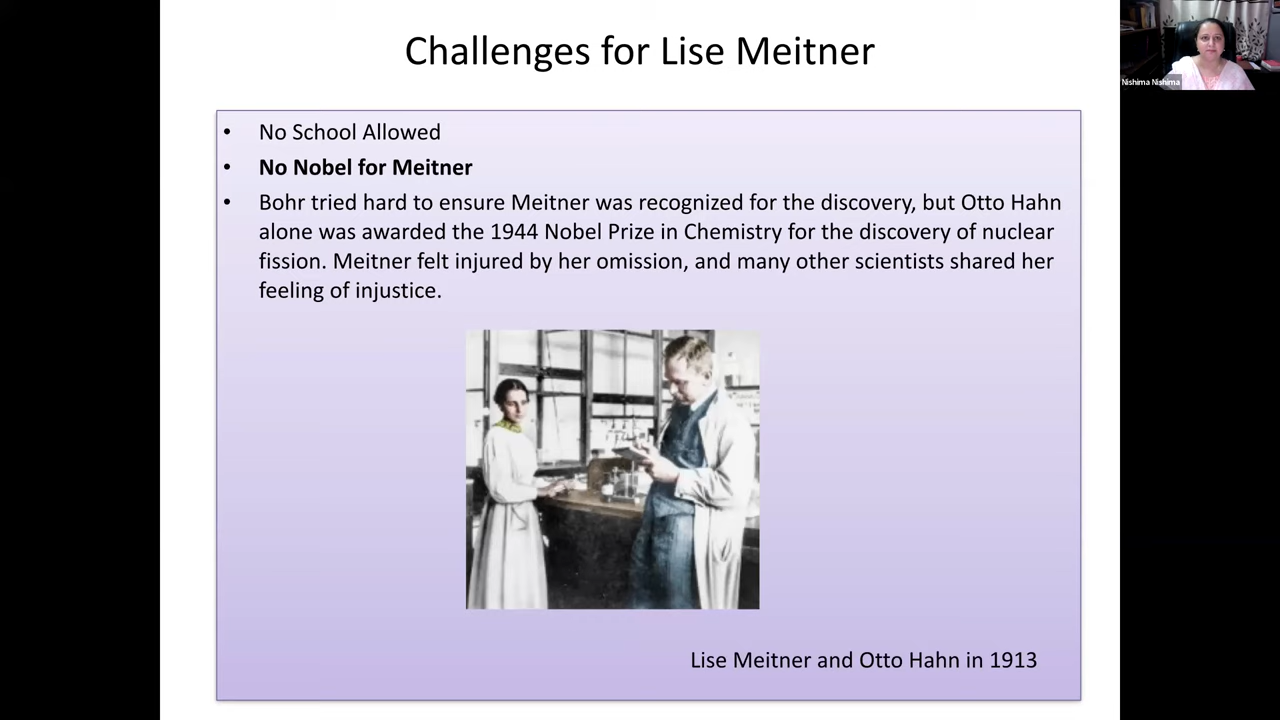 Challenges for Lise Meitner
Nishima Nishima
• No School Allowed
• No Nobel for Meitner
• Bohr tried hard to ensure Meitner was recognized for the discovery, but Otto Hahn
alone was awarded the 1944 Nobel Prize in Chemistry for the discovery of nuclear
fission. Meitner felt injured by her omission, and many other scientists shared her
feeling of injustice.
Lise Meitner and Otto Hahn in 1913